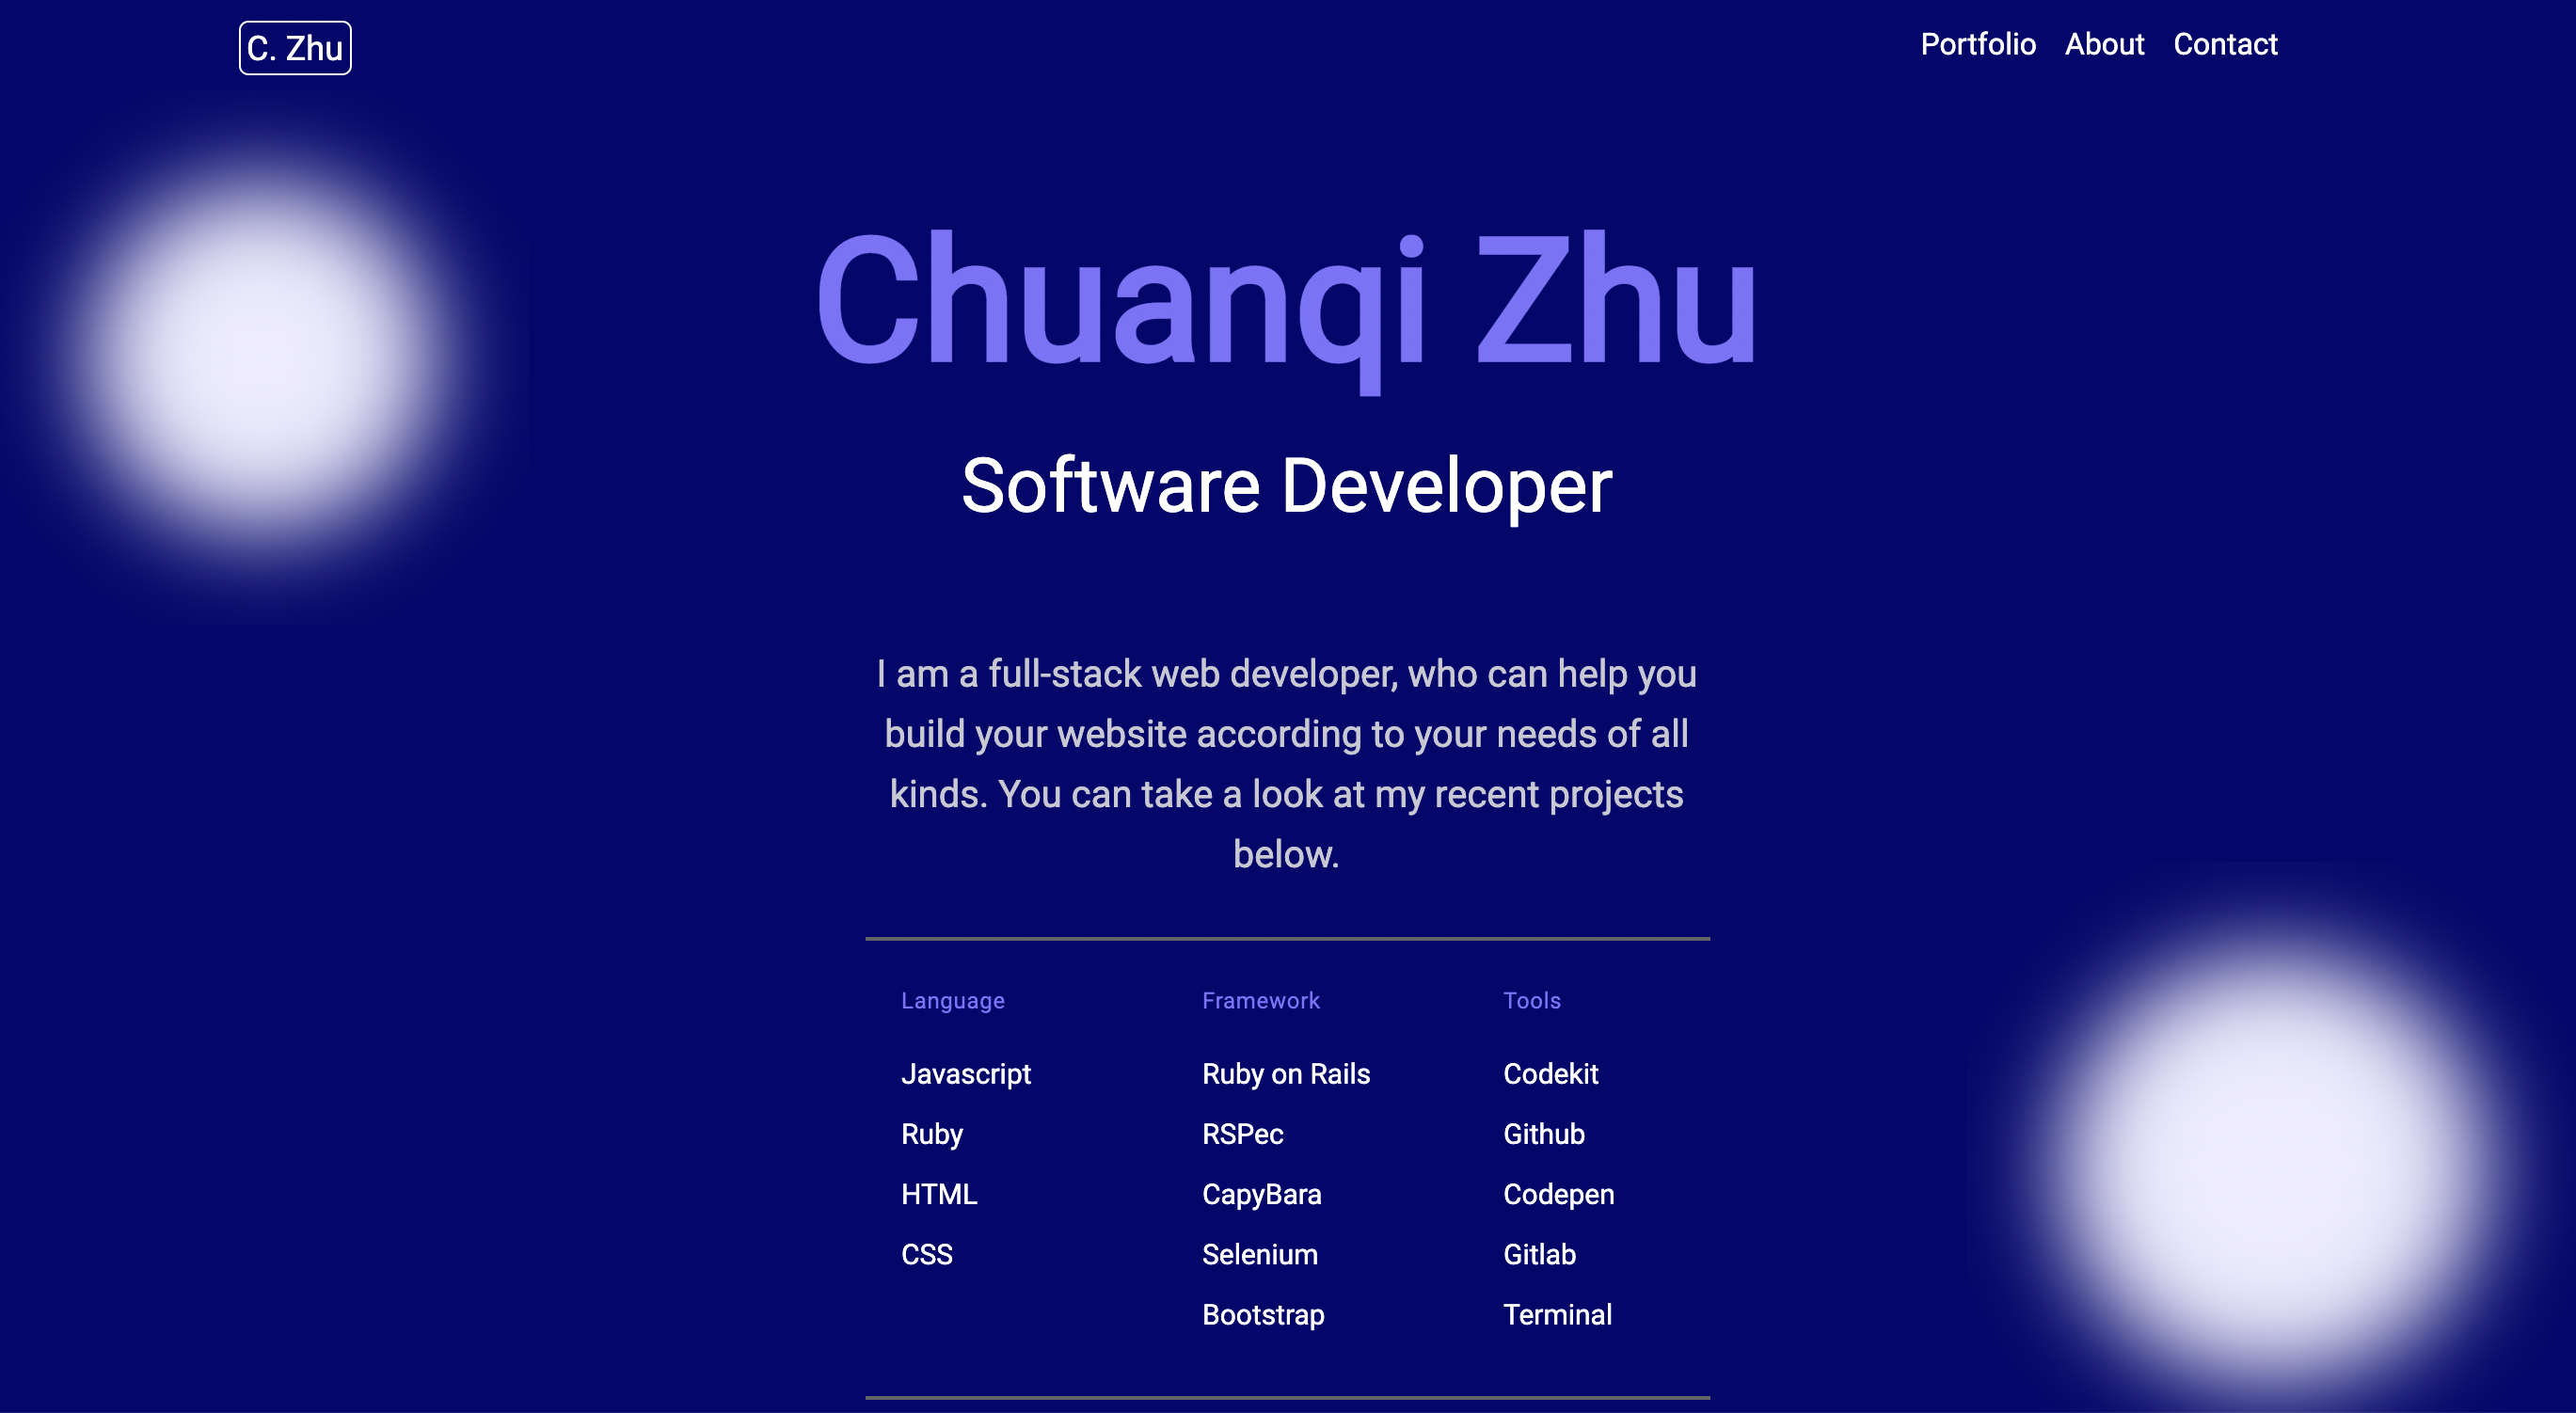 C. Zhu
Portfolio About Contact
Chuanqi Zhu
Software Developer
I am a full-stack web developer, who can help you
build your website according to your needs of all
kinds. You can take a look at my recent projects
below.
Language
Javascript
Ruby
HTML
CSS
Framework
Ruby on Rails
RSPec
CapyBara
Selenium
Bootstrap
Tools
Codekit
Github
Codepen
Gitlab
Terminal